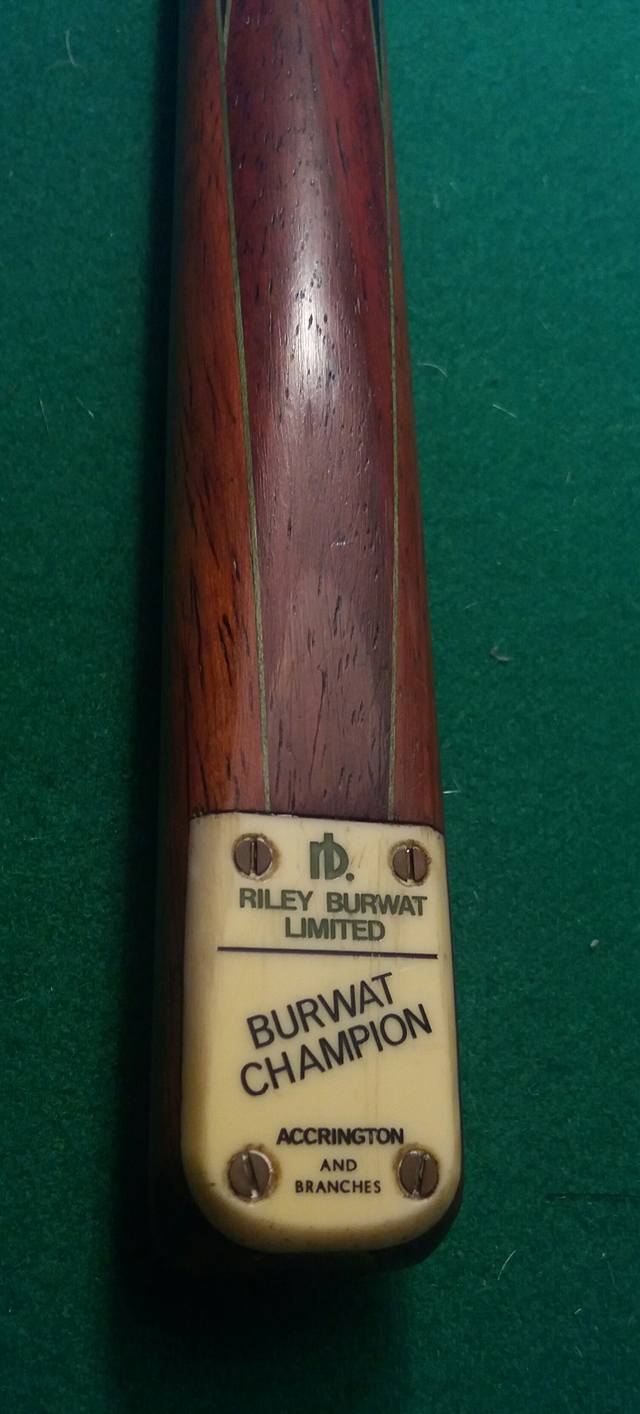 rb.
RILEY BURWAT
LIMITED
BURWAT
CHAMPION
ACCRINGTON
AND
BRANCHES